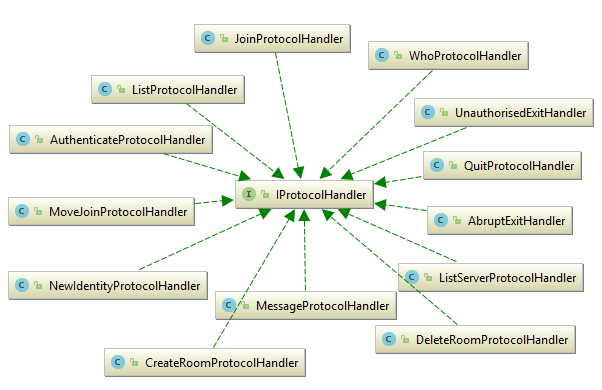 C JoinProtocolHandler
C WhoProtocolHandler
C ListProtocolHandler
C UnauthorisedExitHandler
C AuthenticateProtocolHandler
C QuitProtocolHandler
I IProtocolHandler
C MoveJoinProtocolHandler
C AbruptExitHandler
C NewIdentityProtocolHandler
C ListServerProtocolHandler
C MessageProtocolHandler
C DeleteRoomProtocolHandler
C CreateRoomProtocolHandler